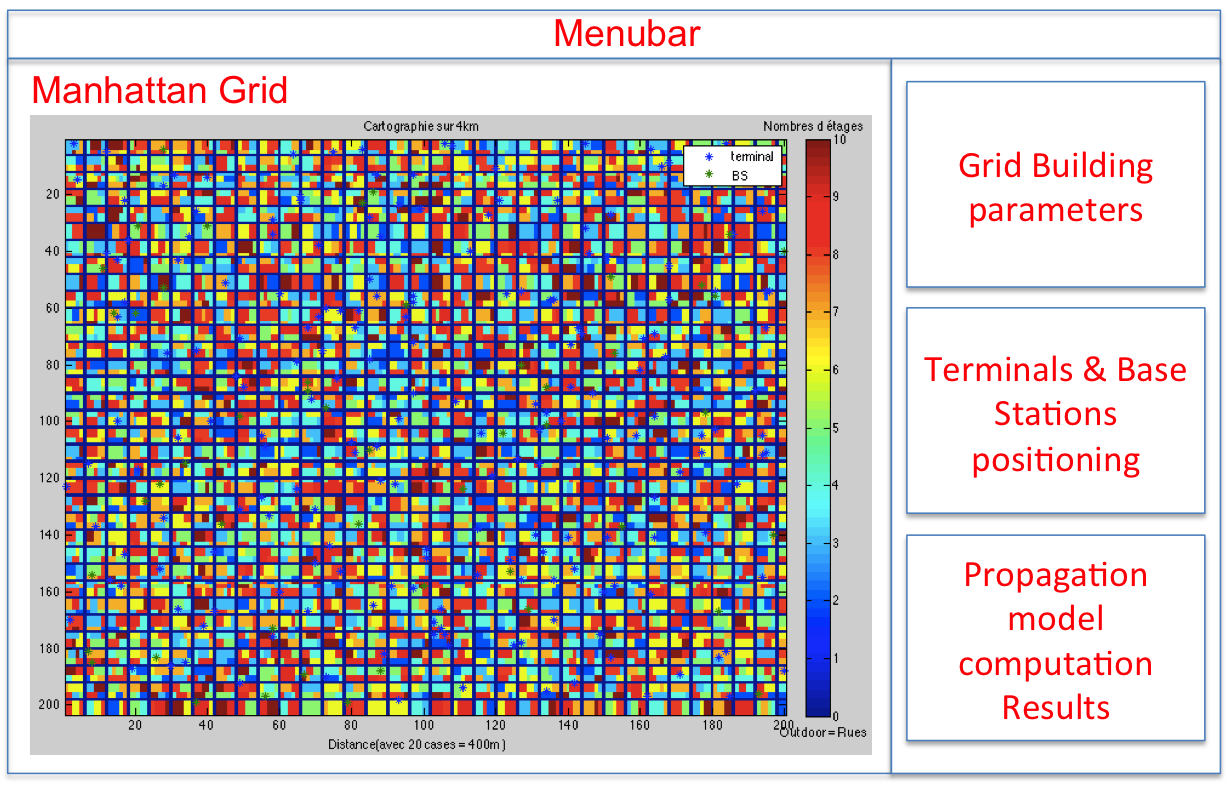 Menubar
Manhattan Grid
Cartographie sur 4km
Nombres d étages
terminal
BS
20
40
60
80
100
120
140
160
180
200
20
40
60
80
100
120
140
160
180
200
10
9
8
7
6
5
4
3
2
1
0
Outdoor = Rues
Distance(avec 20 cases = 400m )
Grid Building
parameters
Terminals & Base
Stations
positioning
Propagation
model
computation
Results